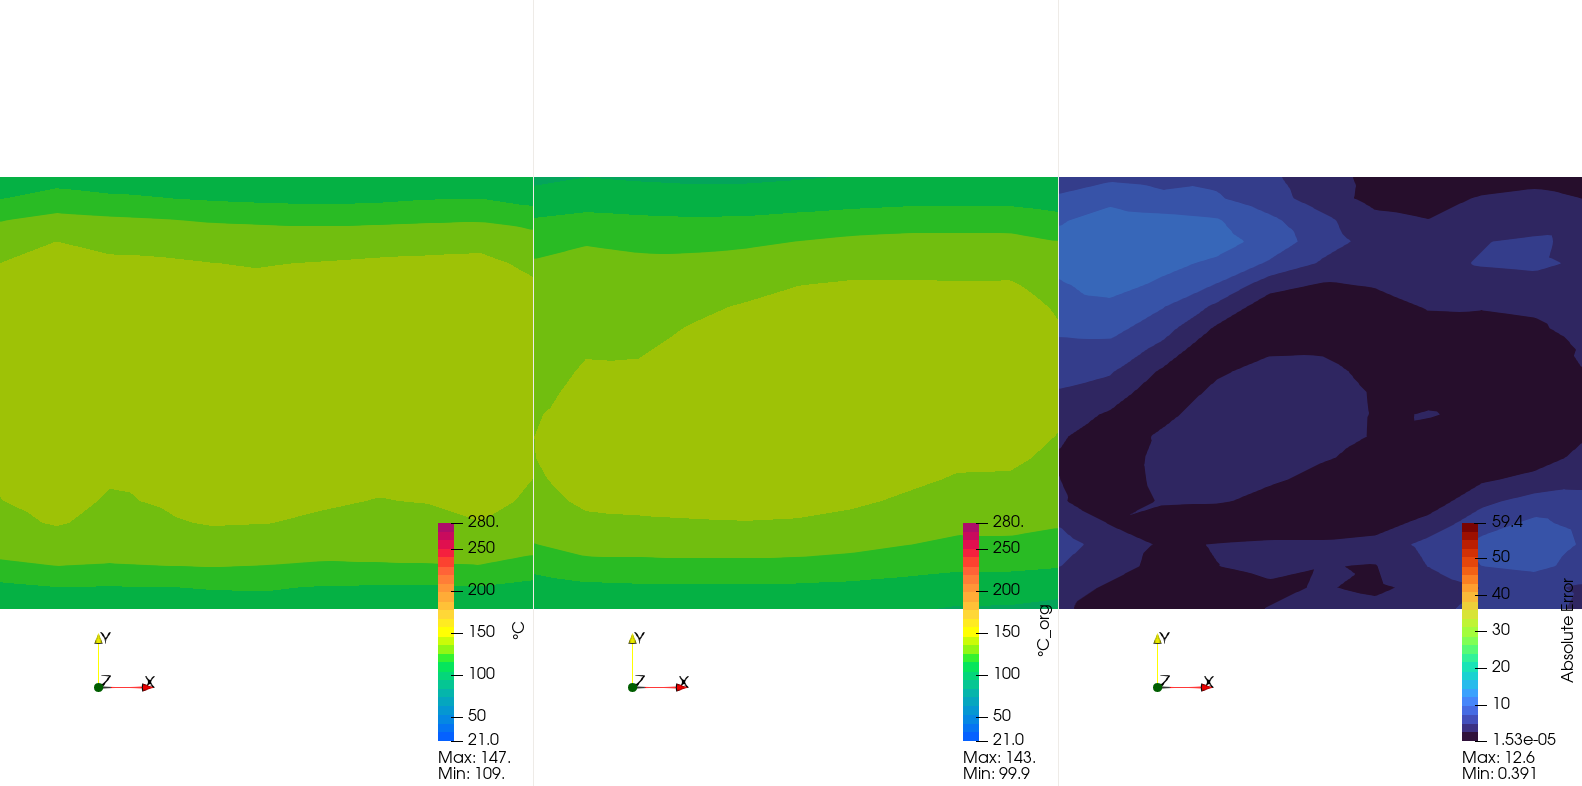 280.
250
200
150
100
50
21.0
°C
Max: 147.
Min: 109.
Y
Z
X
280.
250
200
150
100
50
21.0
°C_org
Max: 143.
Min: 99.9
Y
Z
X
59.4
50
40
30
20
10
1.53e-05
Absolute Error
Max: 12.6
Min: 0.391
Y
Z
X